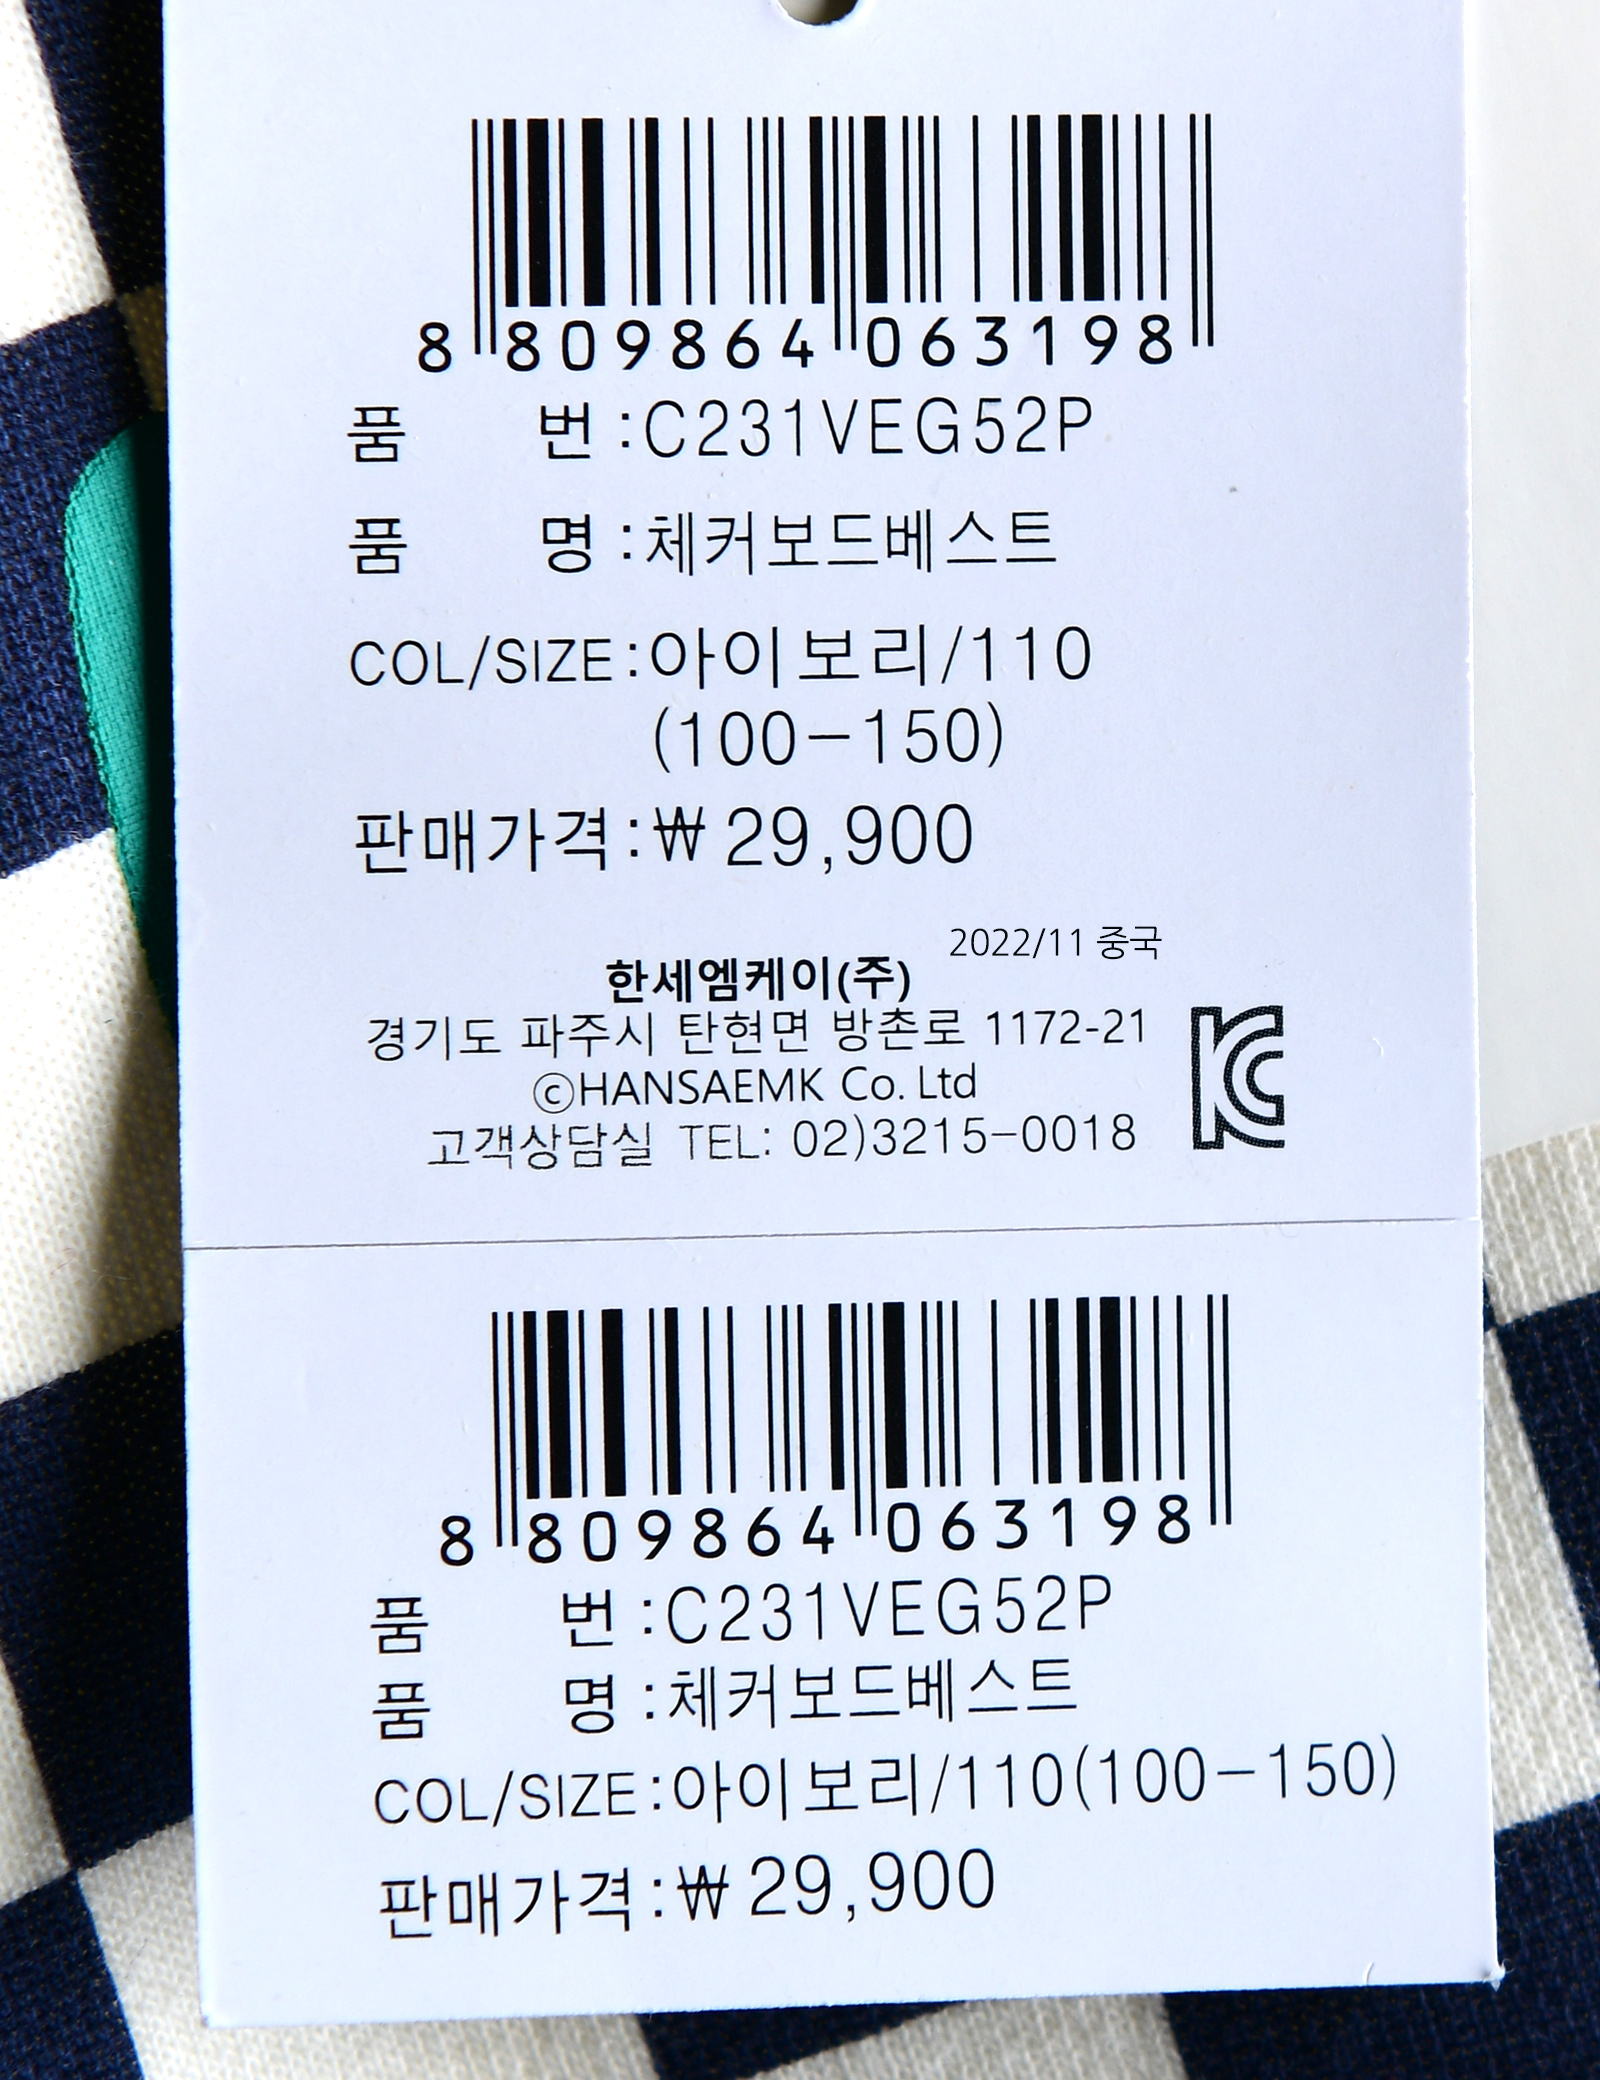 8 809864 063198
품 번 : C231VEG52P
품 명 : 체커보드베스트
COL/SIZE : 아이보리/110
(100-150)
판매가격 : ₩ 29,900
2022/11 중국
한세엠케이(주)
경기도 파주시 탄현면 방촌로 1172-21
ⓒHANSAEMK Co. Ltd
고객상담실 TEL: 02)3215-0018
8 809864 063198
품 번 : C231VEG52P
품 명 : 체커보드베스트
COL/SIZE : 아이보리/110(100-150)
판매가격 : ₩ 29,900